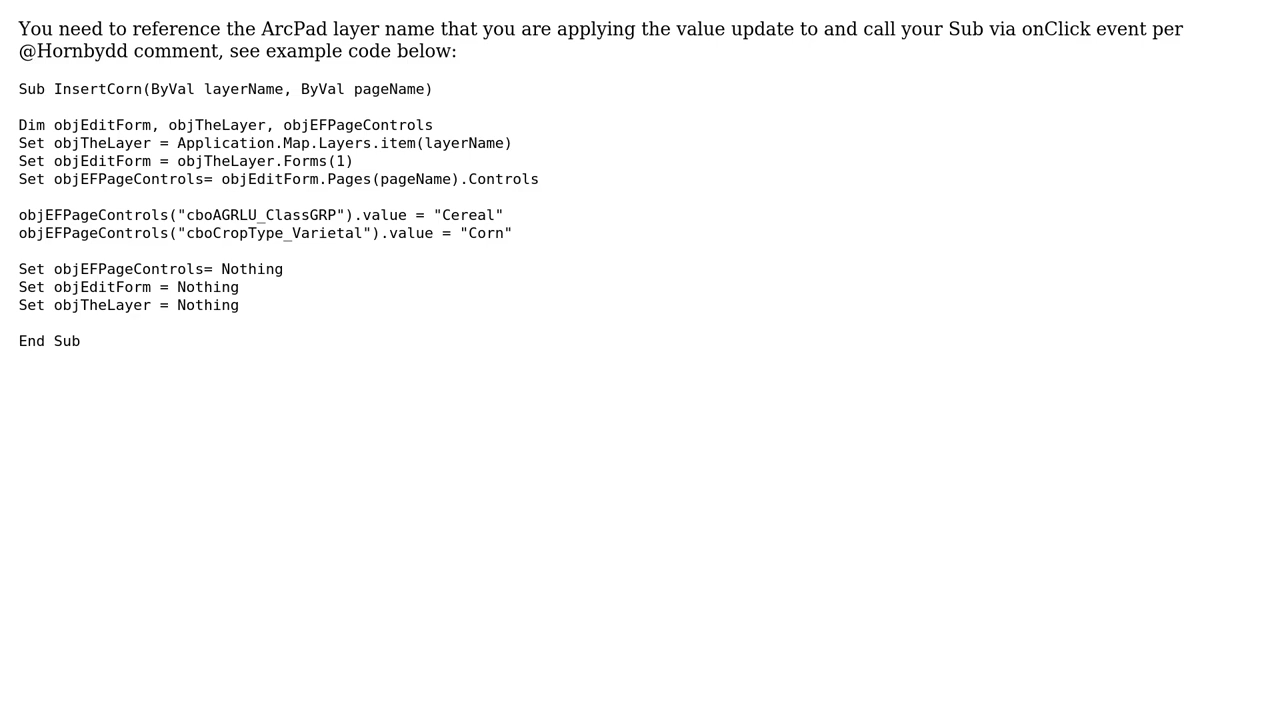 You need to reference the ArcPad layer name that you are applying the value update to and call your Sub via onClick event per
@Hornbydd comment, see example code below:
Sub InsertCorn(ByVal layerName, ByVal pageName)
Dim objEditForm, objTheLayer, objEFPageControls
Set objTheLayer = Application.Map.Layers.item(layerName)
Set objEditForm = objTheLayer.Forms(1)
Set objEFPageControls= objEditForm.Pages(pageName).Controls
objEFPageControls("cboAGRLU_ClassGRP").value = "Cereal"
objEFPageControls("cboCropType_Varietal").value = "Corn"
Set objEFPageControls= Nothing
Set objEditForm = Nothing
Set objTheLayer = Nothing
End Sub